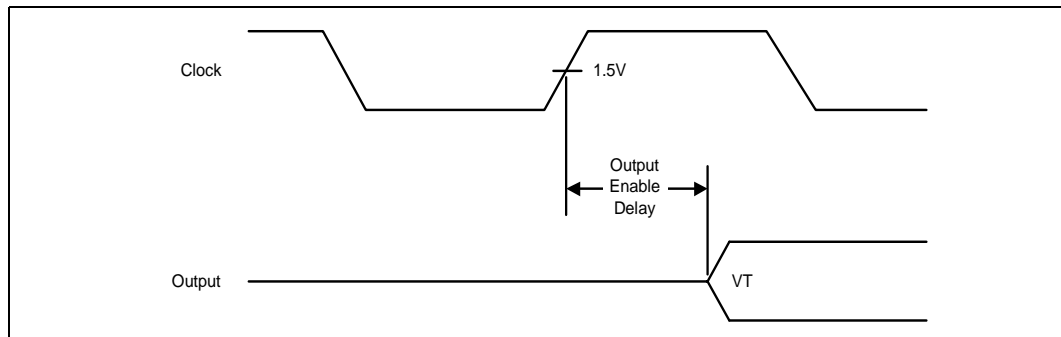 Clock
1.5V
Output
Enable
Delay
Output
VT